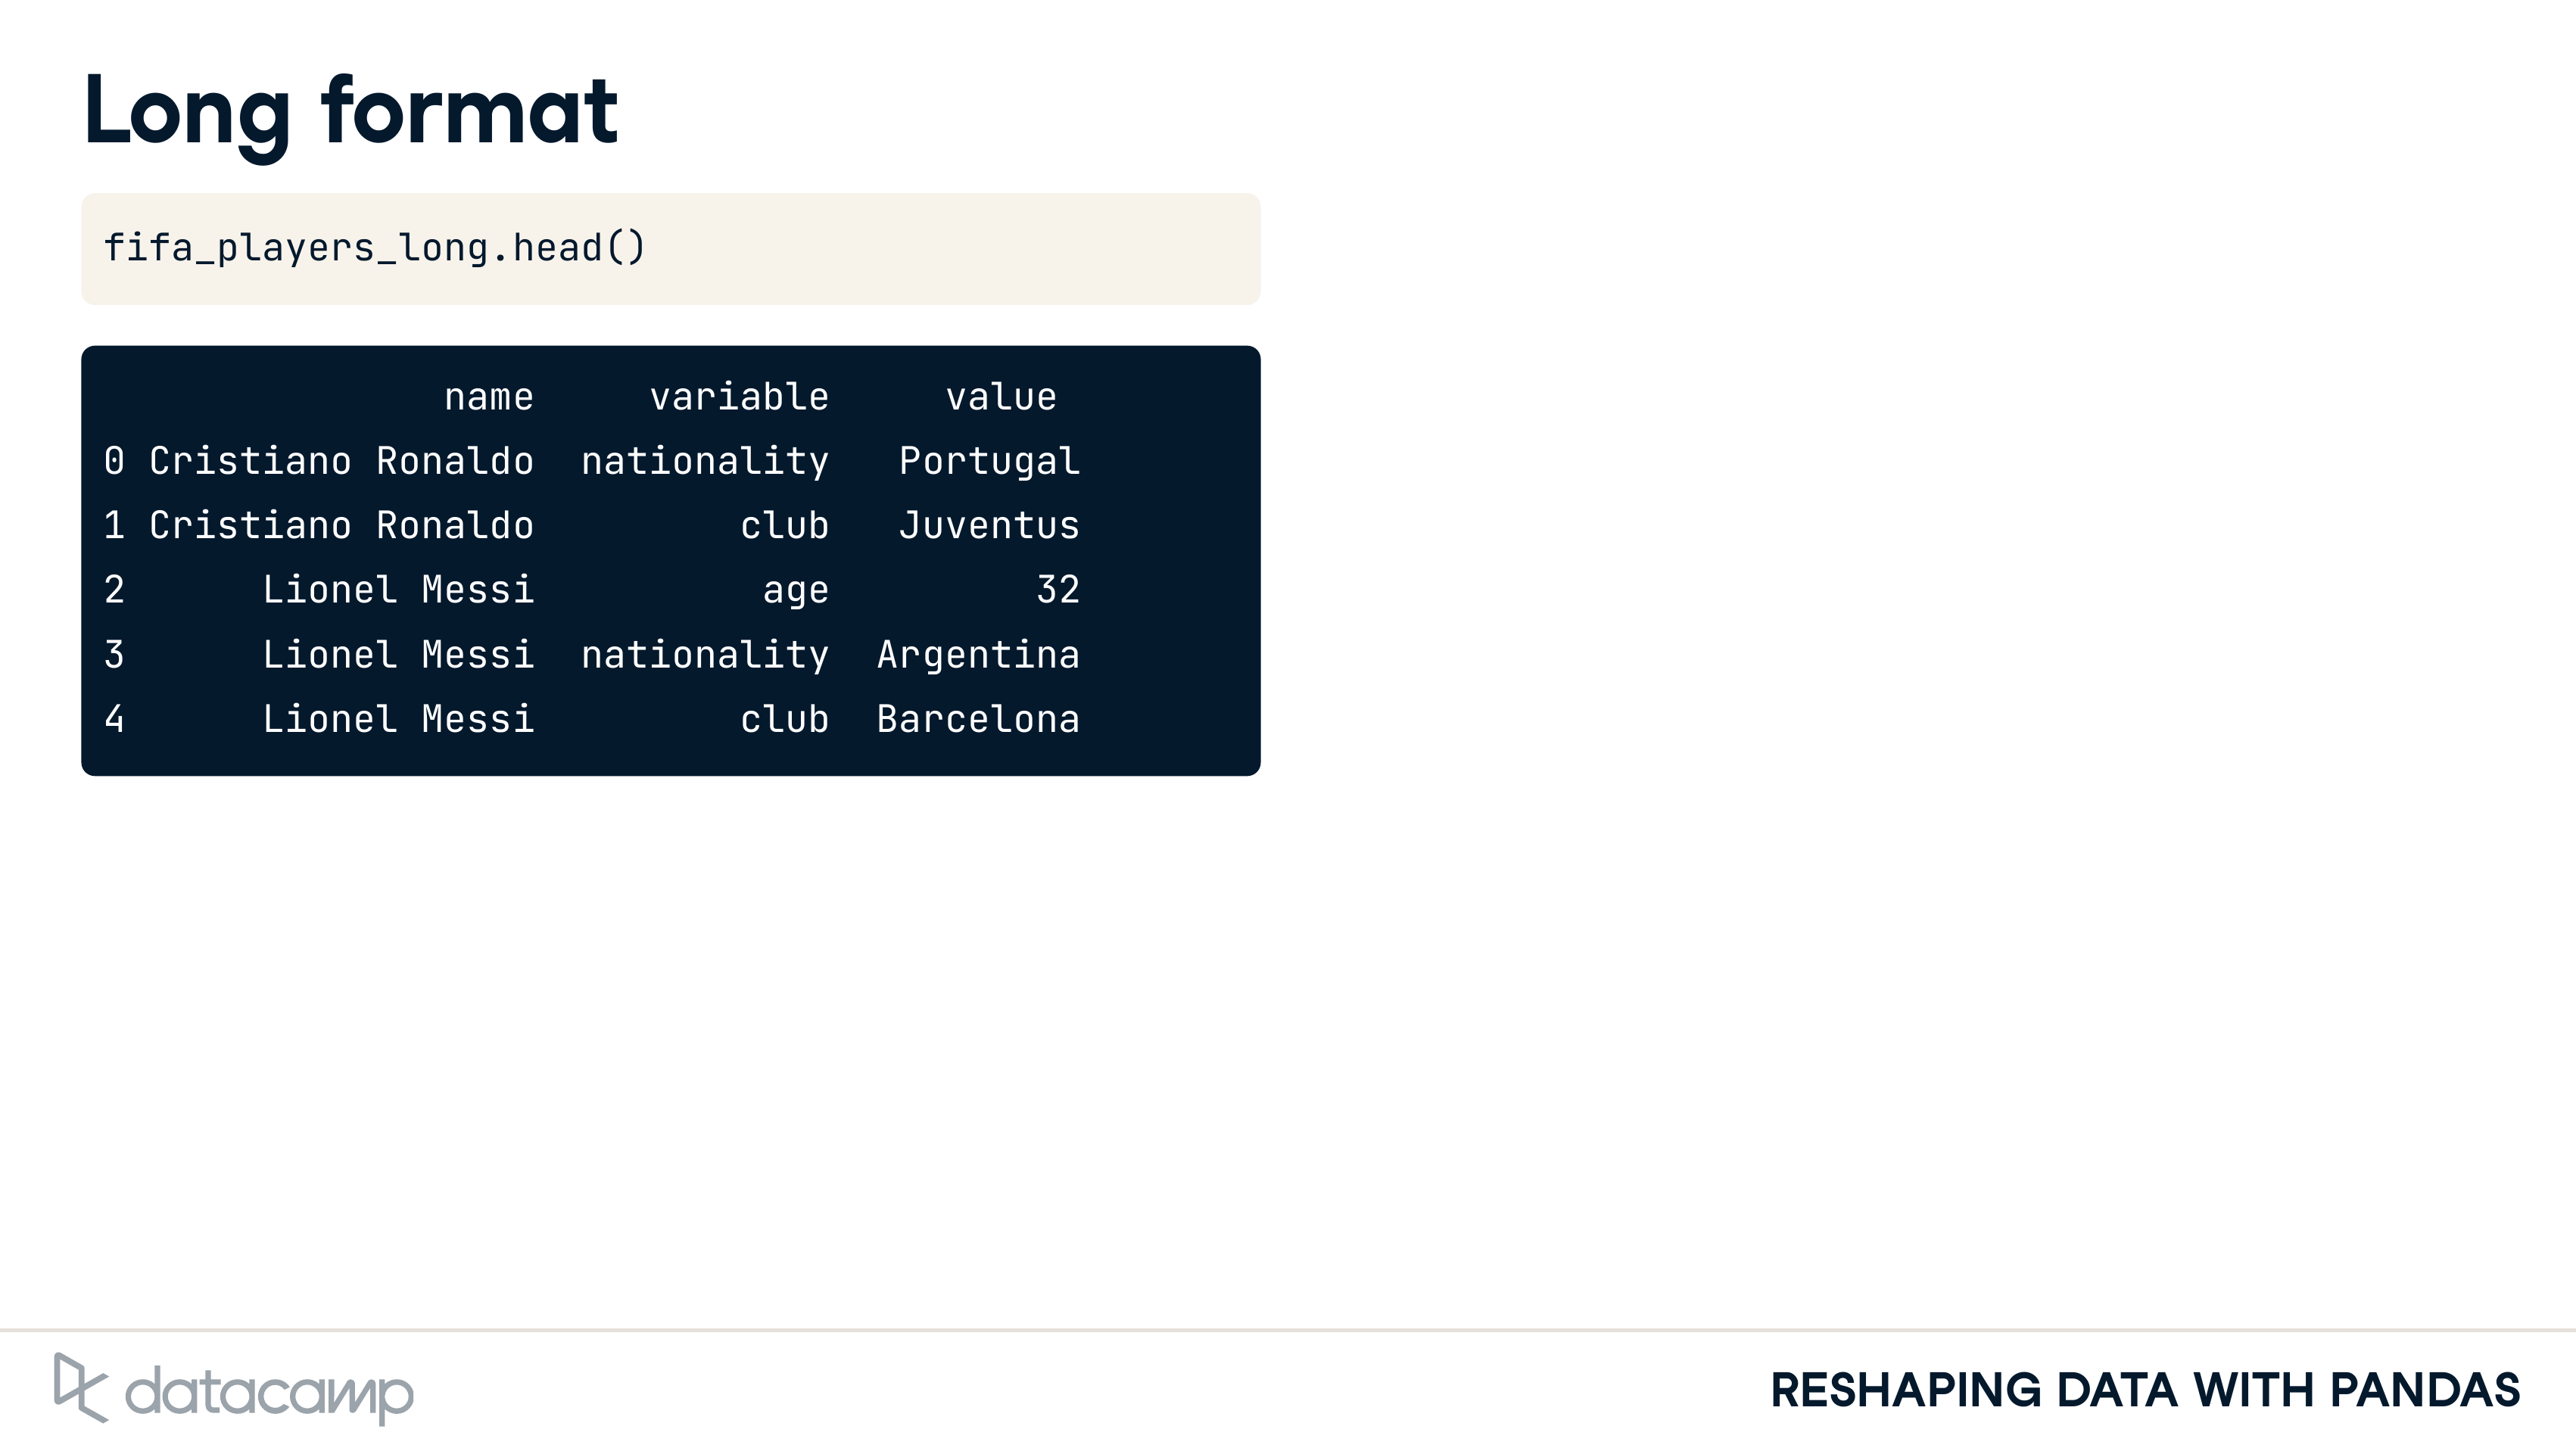 Long format
fifa_players_long.head()
name variable value
0 Cristiano Ronaldo nationality Portugal
1 Cristiano Ronaldo club Juventus
2 Lionel Messi age 32
3 Lionel Messi nationality Argentina
4 Lionel Messi club Barcelona
datacamp
RESHAPING DATA WITH PANDAS